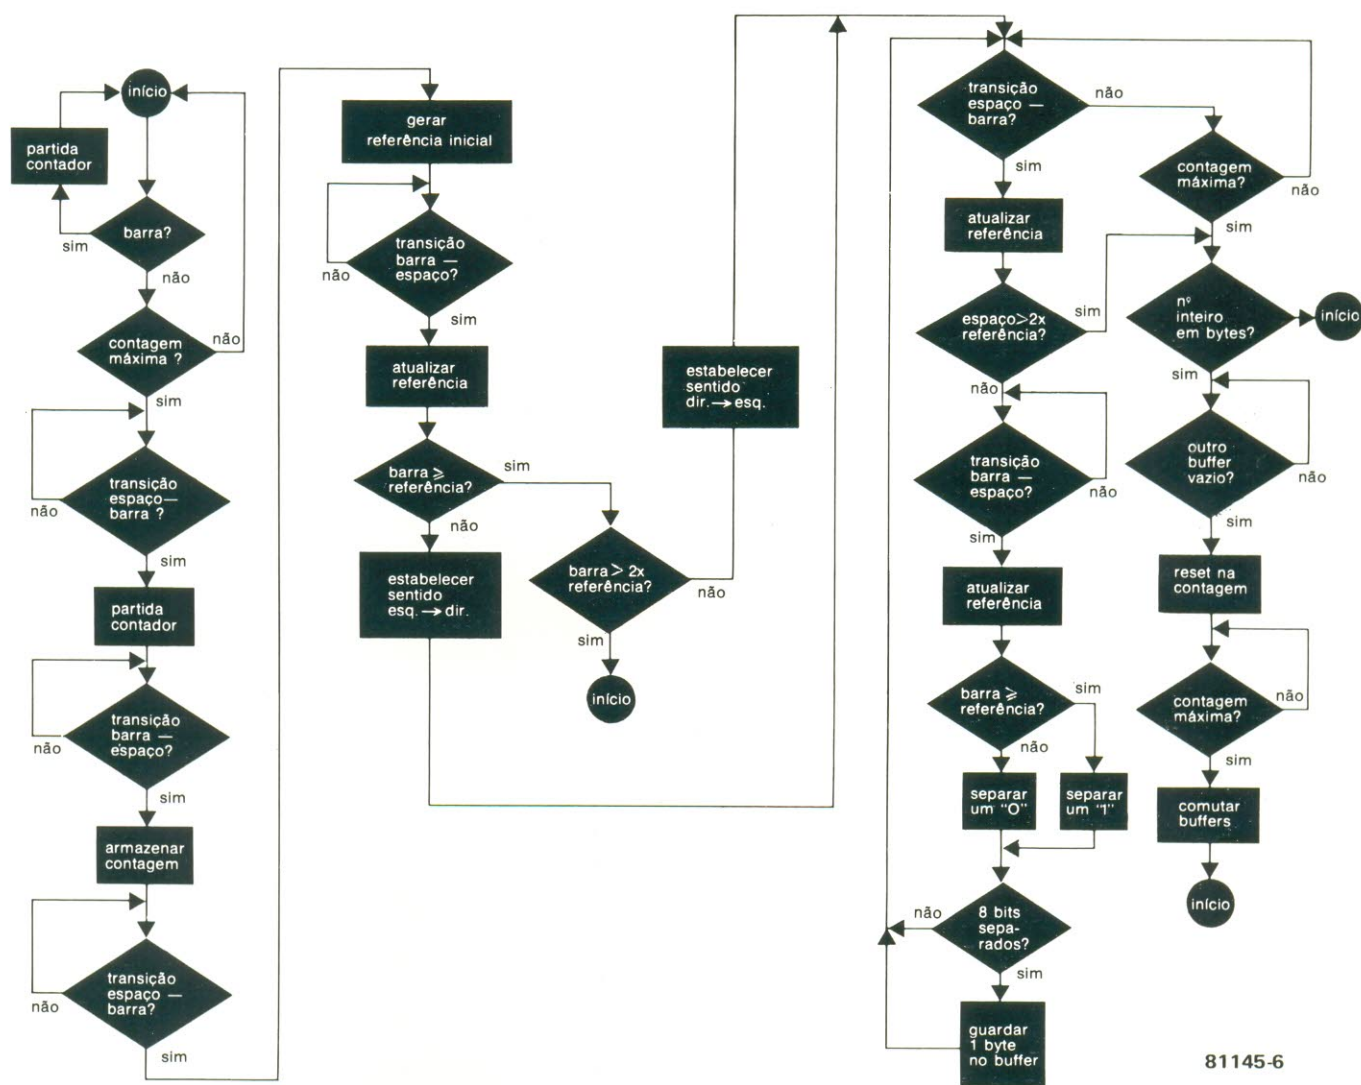 início
partida
contador
barra?
sim
não
contagem
máxima ?
não
sim
transição
espaço—
barra ?
não
sim
partida
contador
transição
barra —
espaço?
não
sim
armazenar
contagem
transição
espaço —
barra?
não
sim
gerar
referência inicial
transição
barra —
espaço?
não
sim
atualizar
referência
barra ⩾
referência?
sim
não
estabelecer
sentido
esq. → dir.
barra > 2x
referência?
não
sim
início
estabelecer
sentido
dir. → esq.
transição
espaço —
barra?
não
sim
contagem
máxima?
não
sim
atualizar
referência
espaço>2x
referência?
sim
não
nº
inteiro
em bytes?
início
sim
transição
barra —
espaço?
não
sim
outro
buffer
vazio?
não
sim
atualizar
referência
reset na
contagem
barra ⩾
referência?
sim
não
contagem
máxima?
não
sim
separar
um "O"
separar
um "1"
comutar
buffers
início
8 bits
sepa-
rados?
não
sim
guardar
1 byte
no buffer
81145-6